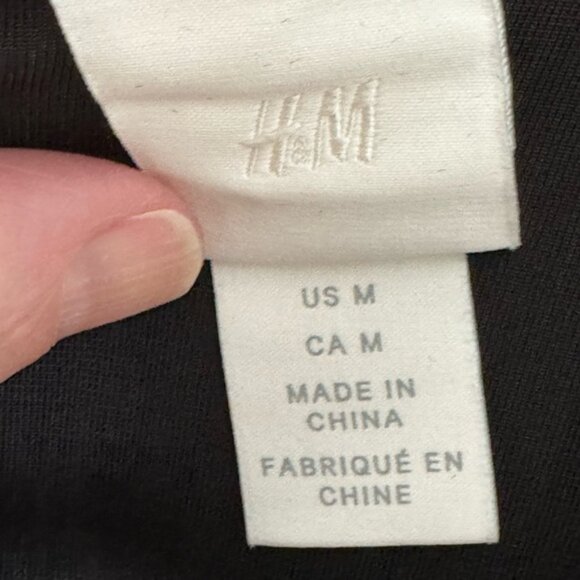 H&M
US M
CA M
MADE IN
CHINA
FABRIQUÉ EN
CHINE